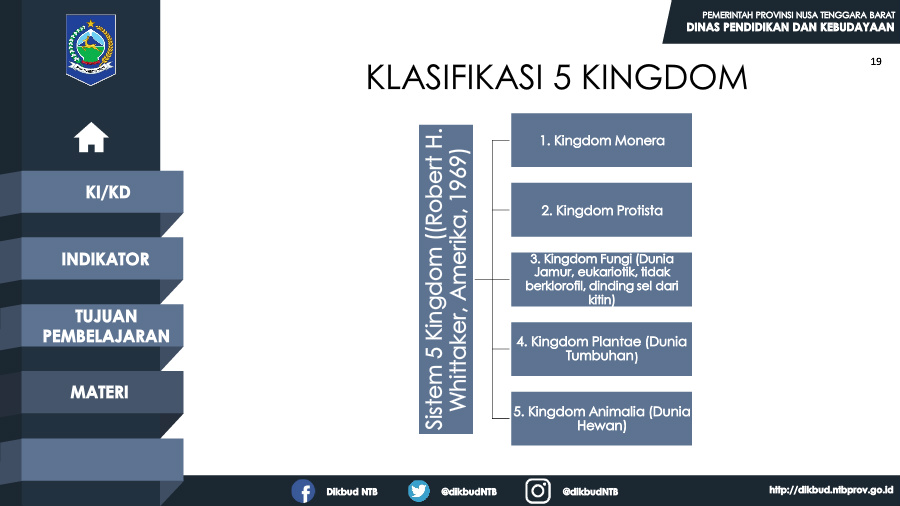 PEMERINTAH PROVINSI NUSA TENGGARA BARAT
DINAS PENDIDIKAN DAN KEBUDAYAAN
19
KLASIFIKASI 5 KINGDOM
KI/KD
INDIKATOR
TUJUAN
PEMBELAJARAN
MATERI
Sistem 5 Kingdom ((Robert H.
Whittaker, Amerika, 1969)
1. Kingdom Monera
2. Kingdom Protista
3. Kingdom Fungi (Dunia
Jamur, eukariotik, tidak
berklorofil, dinding sel dari
kitin)
4. Kingdom Plantae (Dunia
Tumbuhan)
5. Kingdom Animalia (Dunia
Hewan)
Dikbud NTB
@dikbudNTB
@dikbudNTB
http://dikbud.ntbprov.go.id